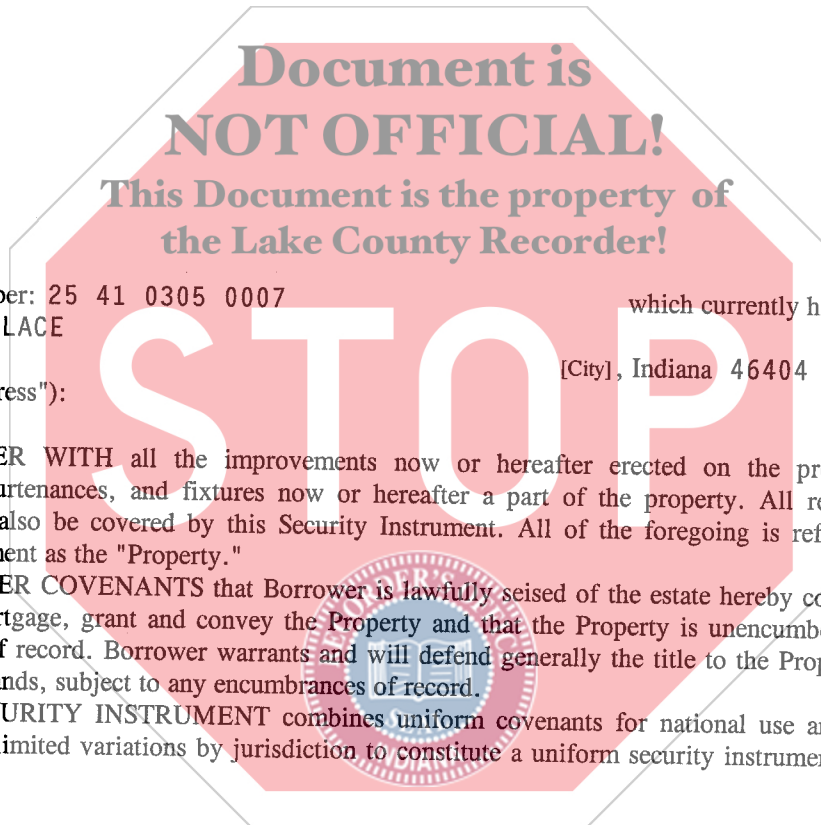 Document is
NOT OFFICIAL!
This Document is the property of
the Lake County Recorder!
ber: 25 41 0305 0007 which currently h
LACE
[City], Indiana 46404
ress"):
STOP
ER WITH all the improvements now or hereafter erected on the pr
urtenances, and fixtures now or hereafter a part of the property. All re
also be covered by this Security Instrument. All of the foregoing is ref
nent as the "Property."
ER COVENANTS that Borrower is lawfully seised of the estate hereby co
rtgage, grant and convey the Property and that the Property is unencumbe
f record. Borrower warrants and will defend generally the title to the Prop
nds, subject to any encumbrances of record.
URITY INSTRUMENT combines uniform covenants for national use a
limited variations by jurisdiction to constitute a uniform security instrumen